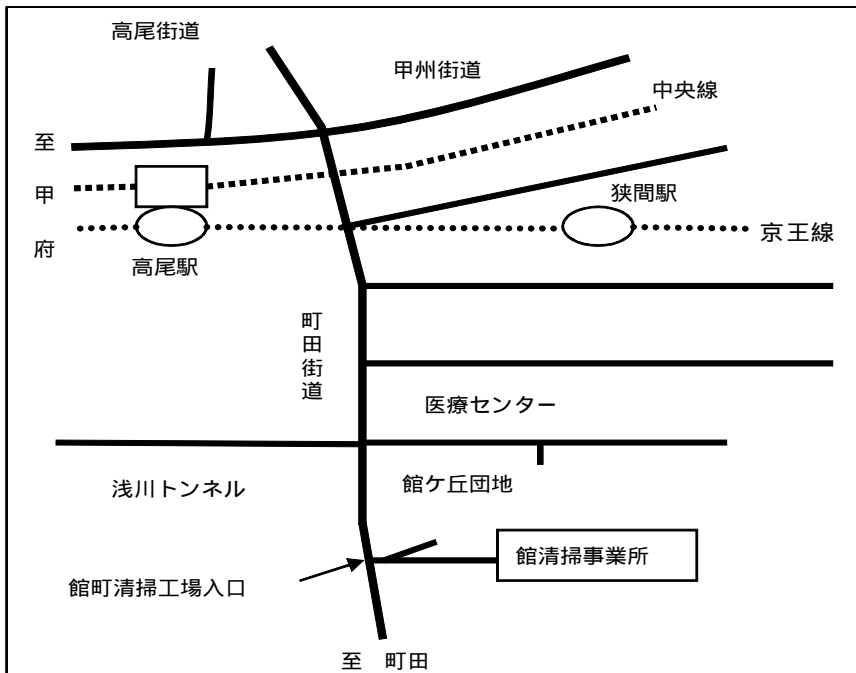 高尾街道
甲州街道
中央線
至甲府
狭間駅
京王線
高尾駅
町田街道
医療センター
浅川トンネル
館ケ丘団地
館清掃事業所
館町清掃工場入口
至 町田